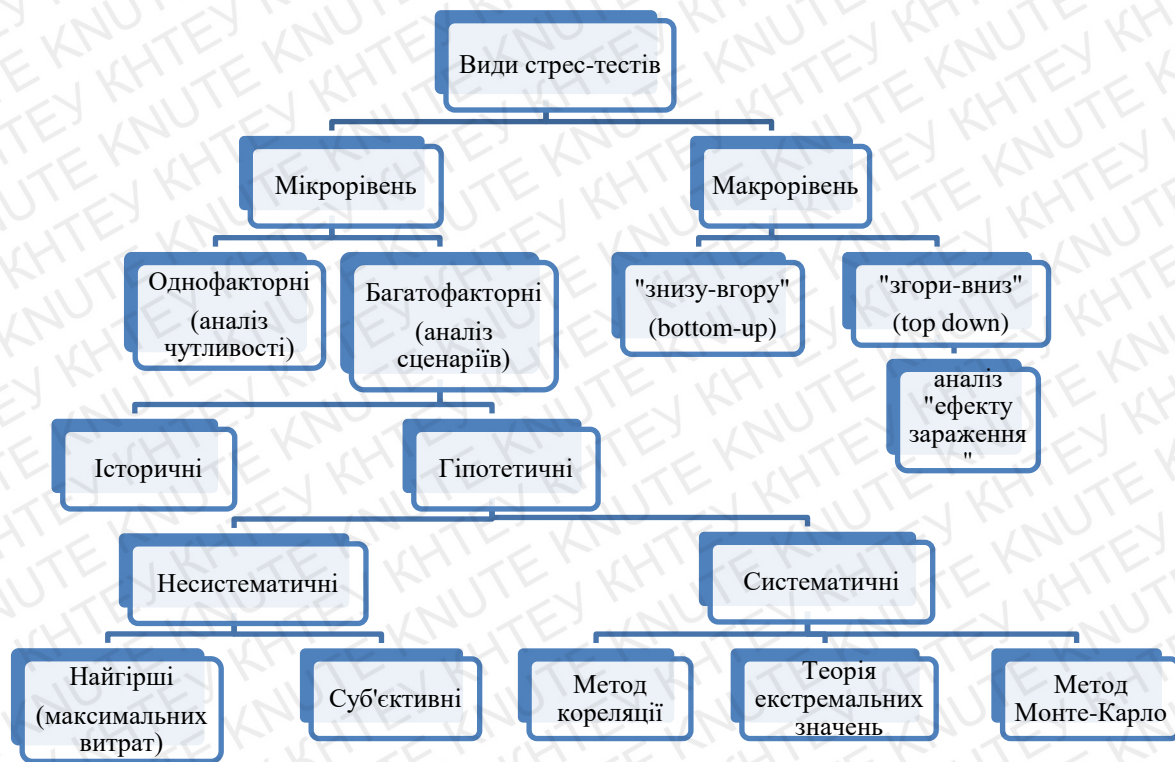 Види стрес-тестів
Мікрорівень
Макрорівень
Однофакторні
(аналіз
чутливості)
Багатофакторні
(аналіз
сценаріїв)
"знизу-вгору"
(bottom-up)
"згори-вниз"
(top down)
аналіз
"ефекту
зараження
"
Історичні
Гіпотетичні
Несистематичні
Систематичні
Найгірші
(максимальних
витрат)
Суб'єктивні
Метод
кореляції
Теорія
екстремальних
значень
Метод
Монте-Карло